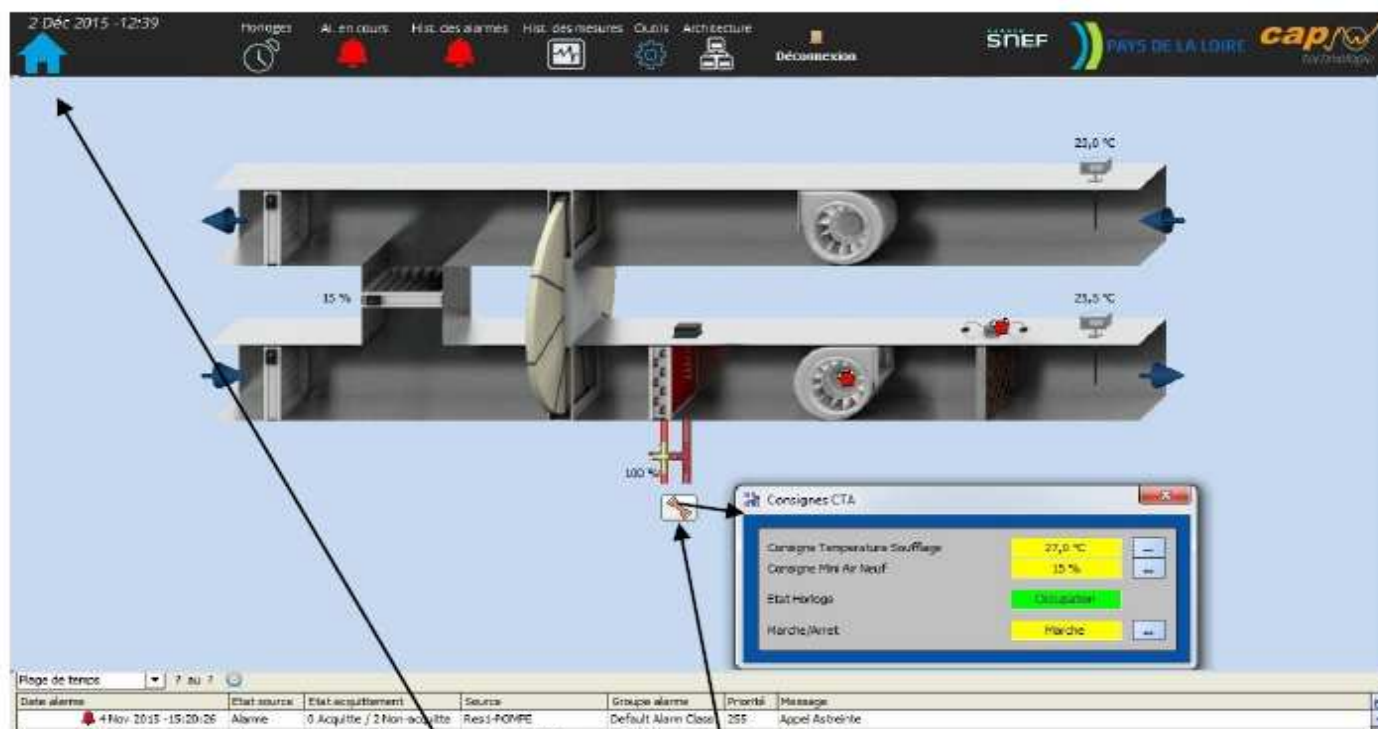 2 Déc 2015 -12:39
Horloges Al. en cours Hist. des alarmes Hist. des mesures Outils Architecture
Déconnexion
SNEF
PAYS DE LA LOIRE
cap
technologie
23,0 °C
15 %
23,5 °C
100 %
Consignes CTA
Consigne Temperature Soufflage 27,0 °C ...
Consigne Mini Air Neuf 15 % ...
Etat Horloge Occupation
Marche/Arret Marche ...
Plage de temps ? au ?
Date alarme Etat source Etat acquittement Source Groupe alarme Priorité Message
4 Nov 2015 -15:20:26 Alarme 0 Acquitte / 2 Non-acquitte Res1-POMPE Default Alarm Class 255 Appel Astreinte